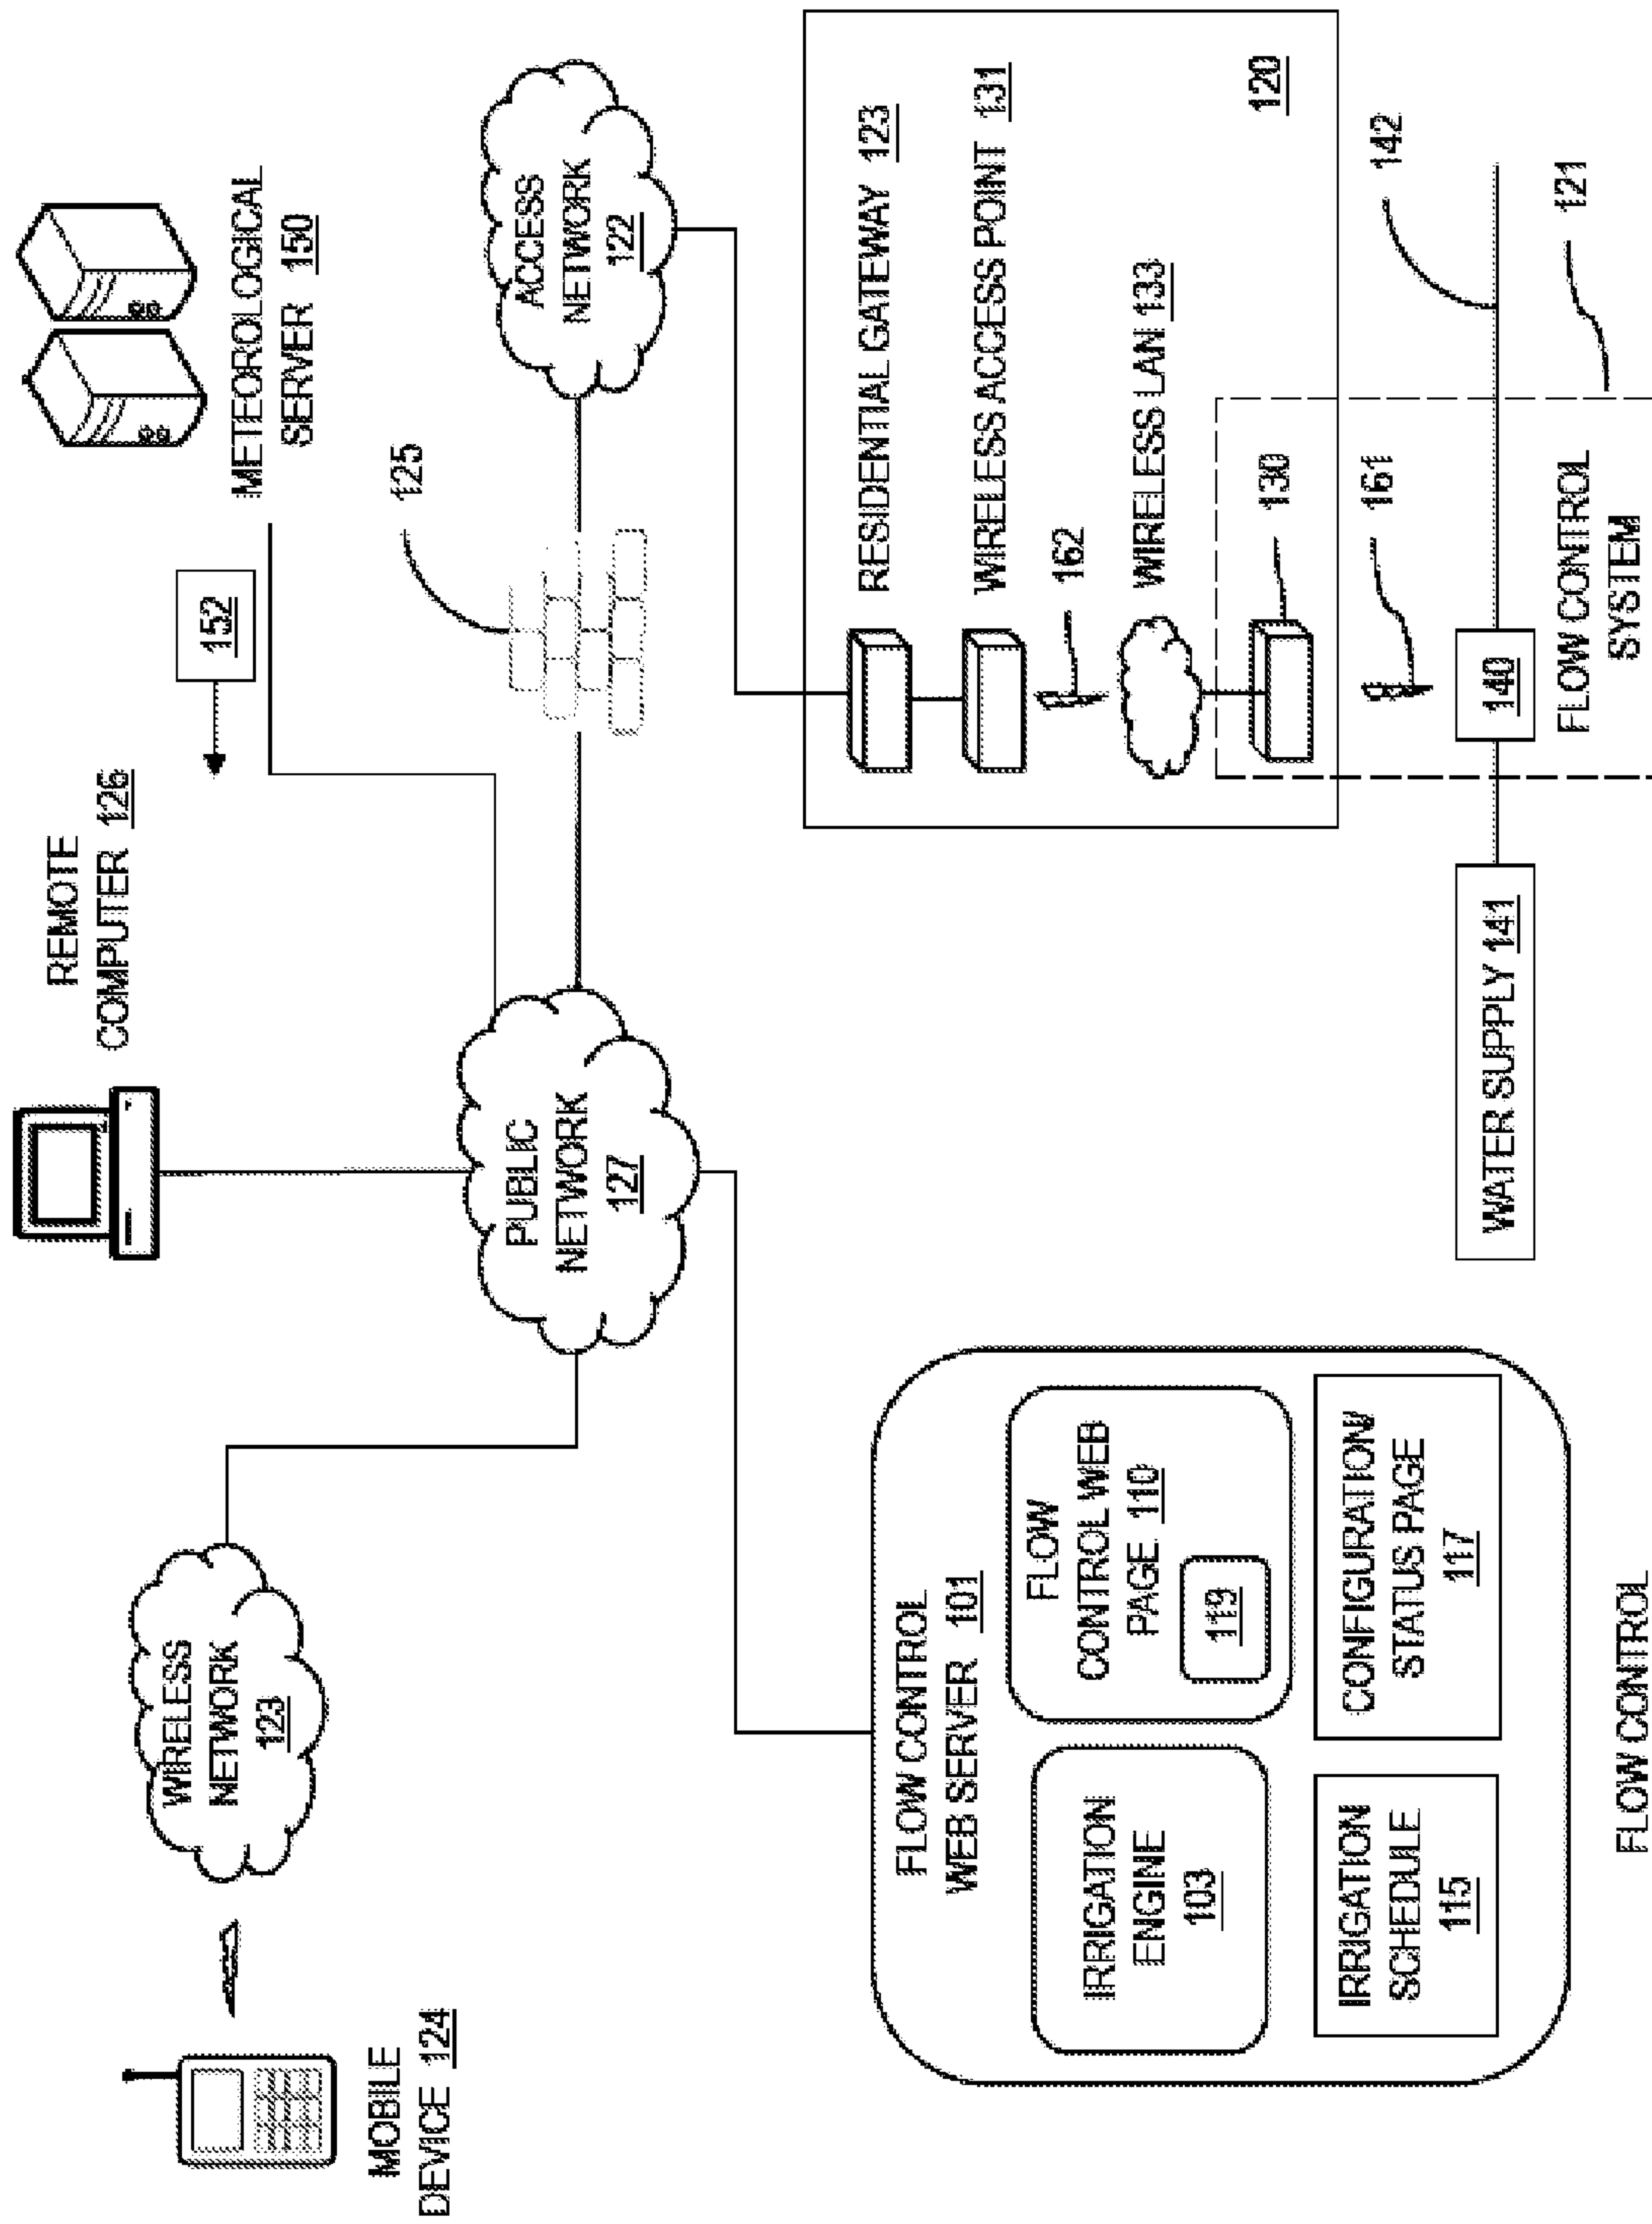 MOBILE
DEVICE 124
WIRELESS
NETWORK
123
REMOTE
COMPUTER 126
152
METEOROLOGICAL
SERVER 150
125
PUBLIC
NETWORK
127
ACCESS
NETWORK
122
FLOW CONTROL
WEB SERVER 101
IRRIGATION
ENGINE
103
FLOW
CONTROL WEB
PAGE 110
119
IRRIGATION
SCHEDULE
115
CONFIGURATION/
STATUS PAGE
117
FLOW CONTROL
RESIDENTIAL GATEWAY 123
WIRELESS ACCESS POINT 131
162
WIRELESS LAN 133
130
120
161
142
WATER SUPPLY 141
140
121
FLOW CONTROL
SYSTEM